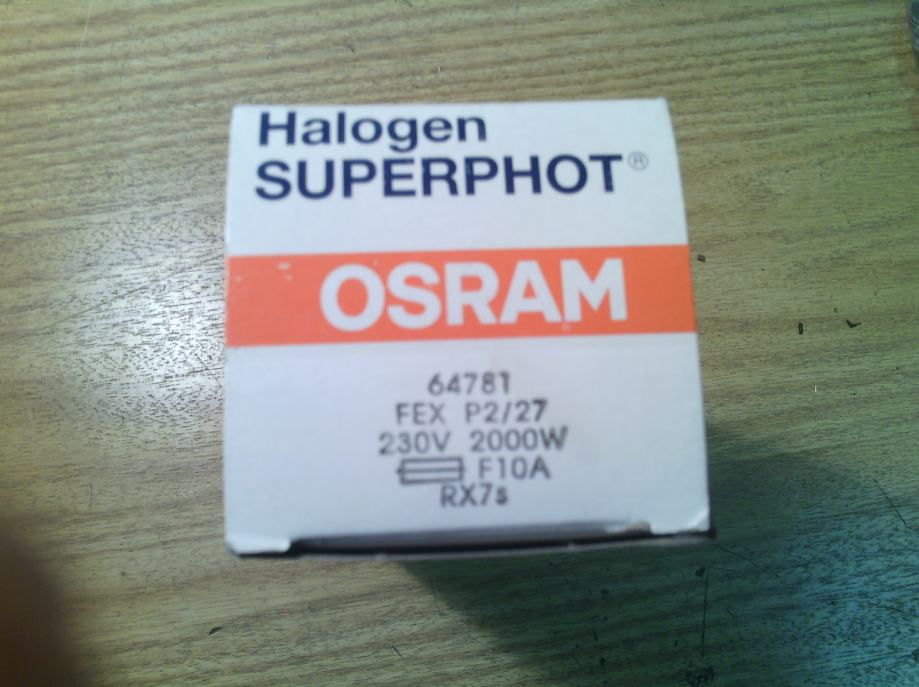 Halogen
SUPERPHOT®
OSRAM
64781
FEX P2/27
230V 2000W
F10A
RX7s